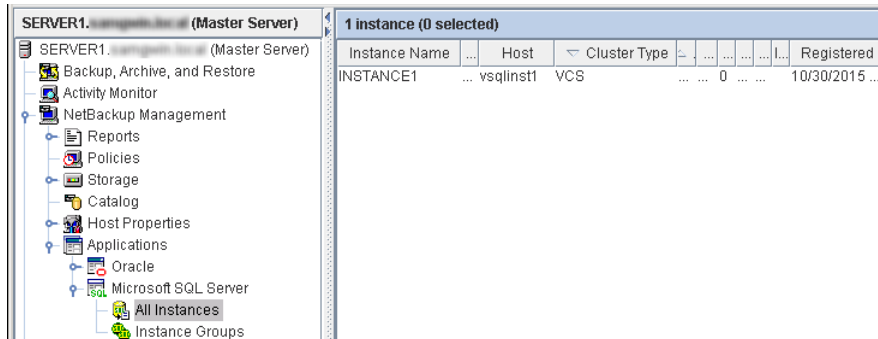 SERVER1. (Master Server)
SERVER1. (Master Server)
Backup, Archive, and Restore
Activity Monitor
NetBackup Management
Reports
Policies
Storage
Catalog
Host Properties
Applications
Oracle
Microsoft SQL Server
All Instances
Instance Groups
1 instance (0 selected)
Instance Name ... Host Cluster Type . ... ... ... ... I... Registered
INSTANCE1 ... vsqlinst1 VCS ... ... 0 ... ... 10/30/2015 ...